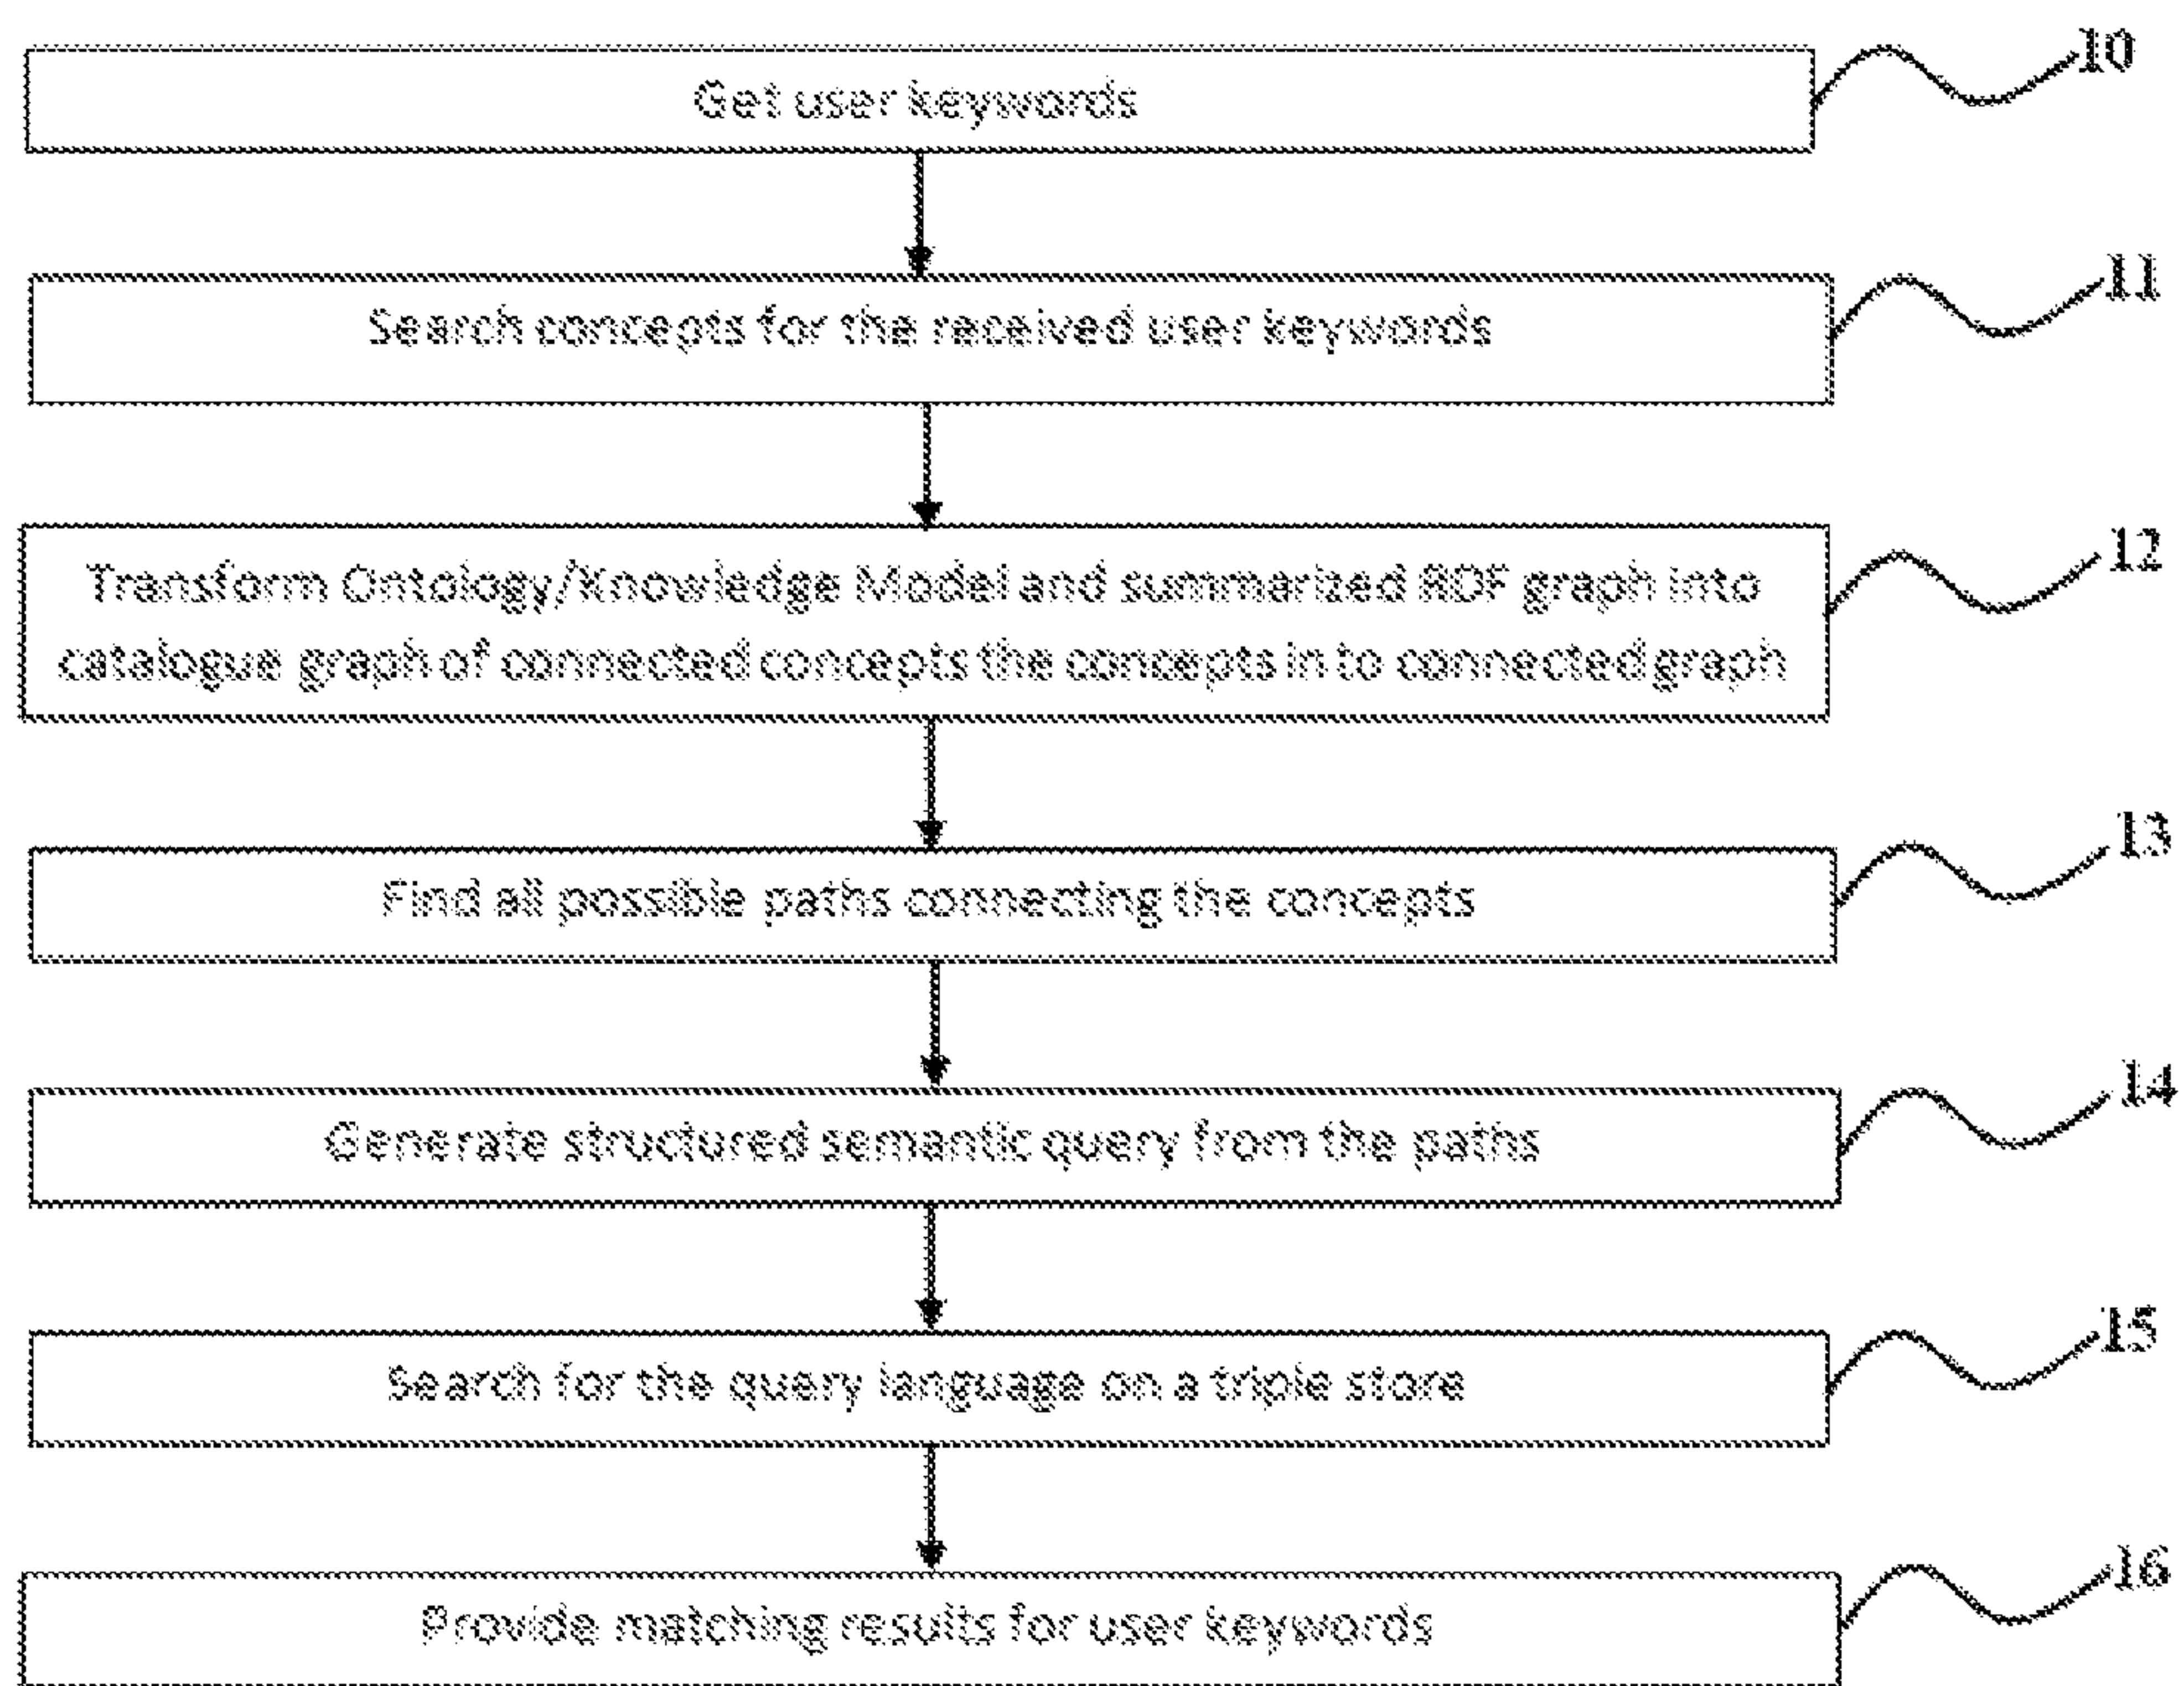 Get user keywords
10
Search concepts for the received user keywords
11
Transform Ontology/Knowledge Model and summarized RDF graph into
catalogue graph of connected concepts the concepts in to connected graph
12
Find all possible paths connecting the concepts
13
Generate structured semantic query from the paths
14
Search for the query language on a triple store
15
Provide matching results for user keywords
16